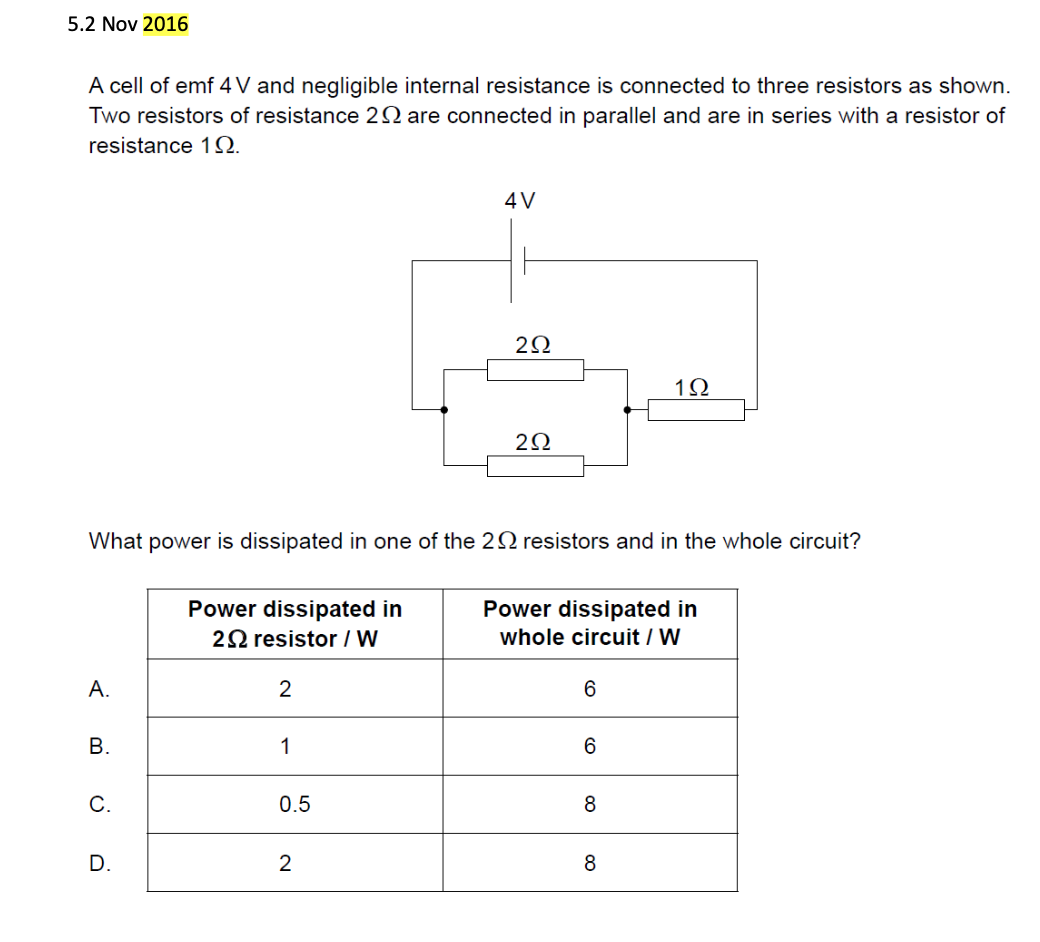 5.2 Nov 2016
A cell of emf 4 V and negligible internal resistance is connected to three resistors as shown.
Two resistors of resistance 2 Ω are connected in parallel and are in series with a resistor of
resistance 1 Ω.
4 V
2 Ω
1 Ω
2 Ω
What power is dissipated in one of the 2 Ω resistors and in the whole circuit?
Power dissipated in Power dissipated in
2 Ω resistor / W whole circuit / W
A. 2 6
B. 1 6
C. 0.5 8
D. 2 8